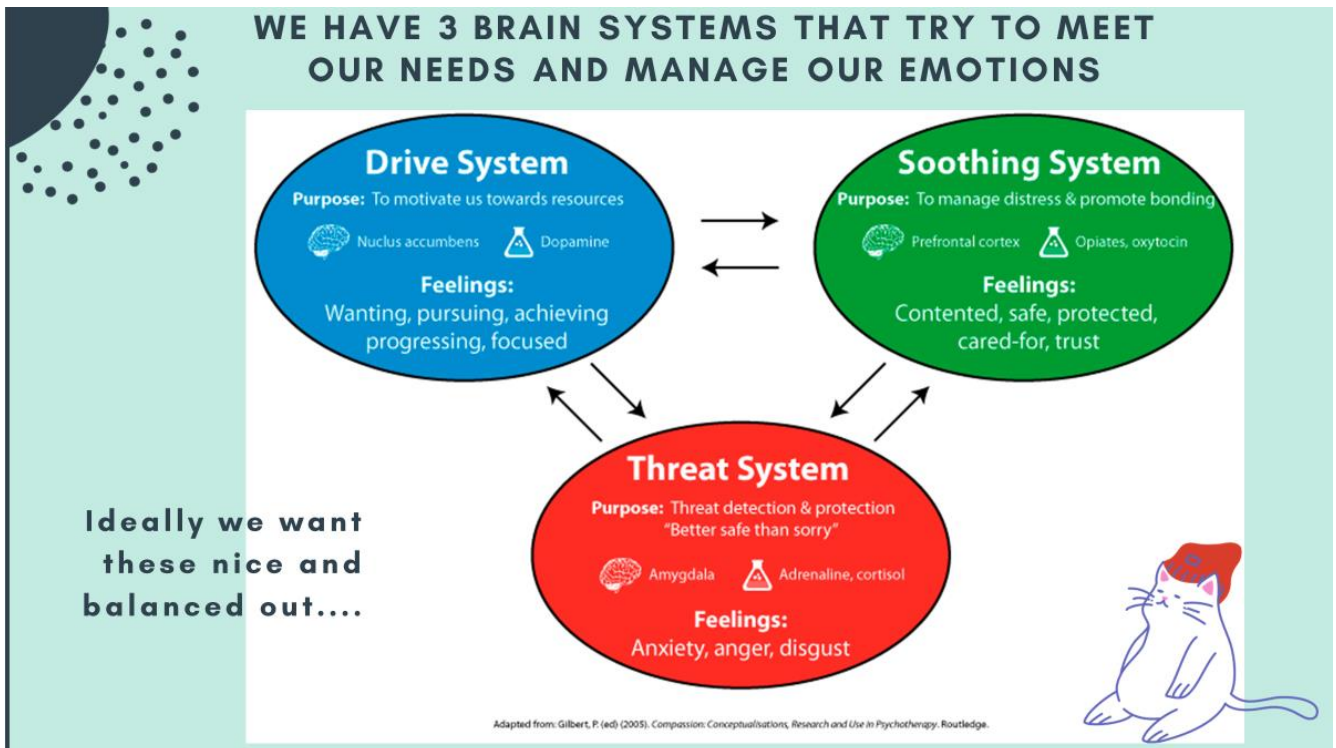 WE HAVE 3 BRAIN SYSTEMS THAT TRY TO MEET
OUR NEEDS AND MANAGE OUR EMOTIONS
Drive System
Purpose: To motivate us towards resources
Nuclus accumbens Dopamine
Feelings:
Wanting, pursuing, achieving
progressing, focused
Soothing System
Purpose: To manage distress & promote bonding
Prefrontal cortex Opiates, oxytocin
Feelings:
Contented, safe, protected,
cared-for, trust
Threat System
Purpose: Threat detection & protection
"Better safe than sorry"
Amygdala Adrenaline, cortisol
Feelings:
Anxiety, anger, disgust
Ideally we want
these nice and
balanced out....
Adapted from: Gilbert, P. (ed) (2005). Compassion: Conceptualisations, Research and Use in Psychotherapy. Routledge.